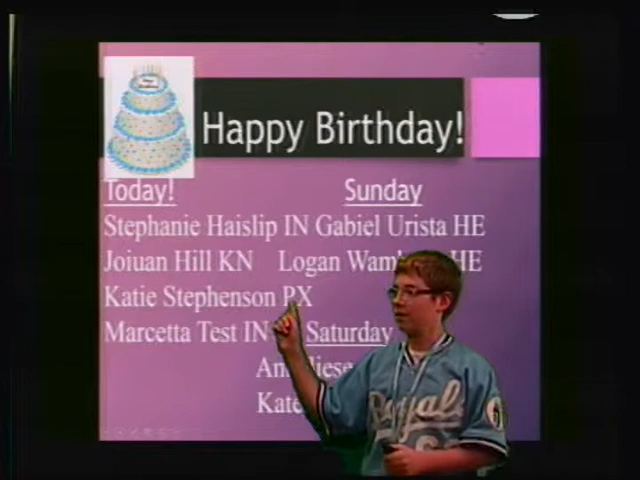 Happy Birthday!
Today! Sunday
Stephanie Haislip IN Gabiel Urista HE
Joiuan Hill KN Logan HE
Katie Stephenson PX
Marcetta Test IN Saturday
Kate
Royals